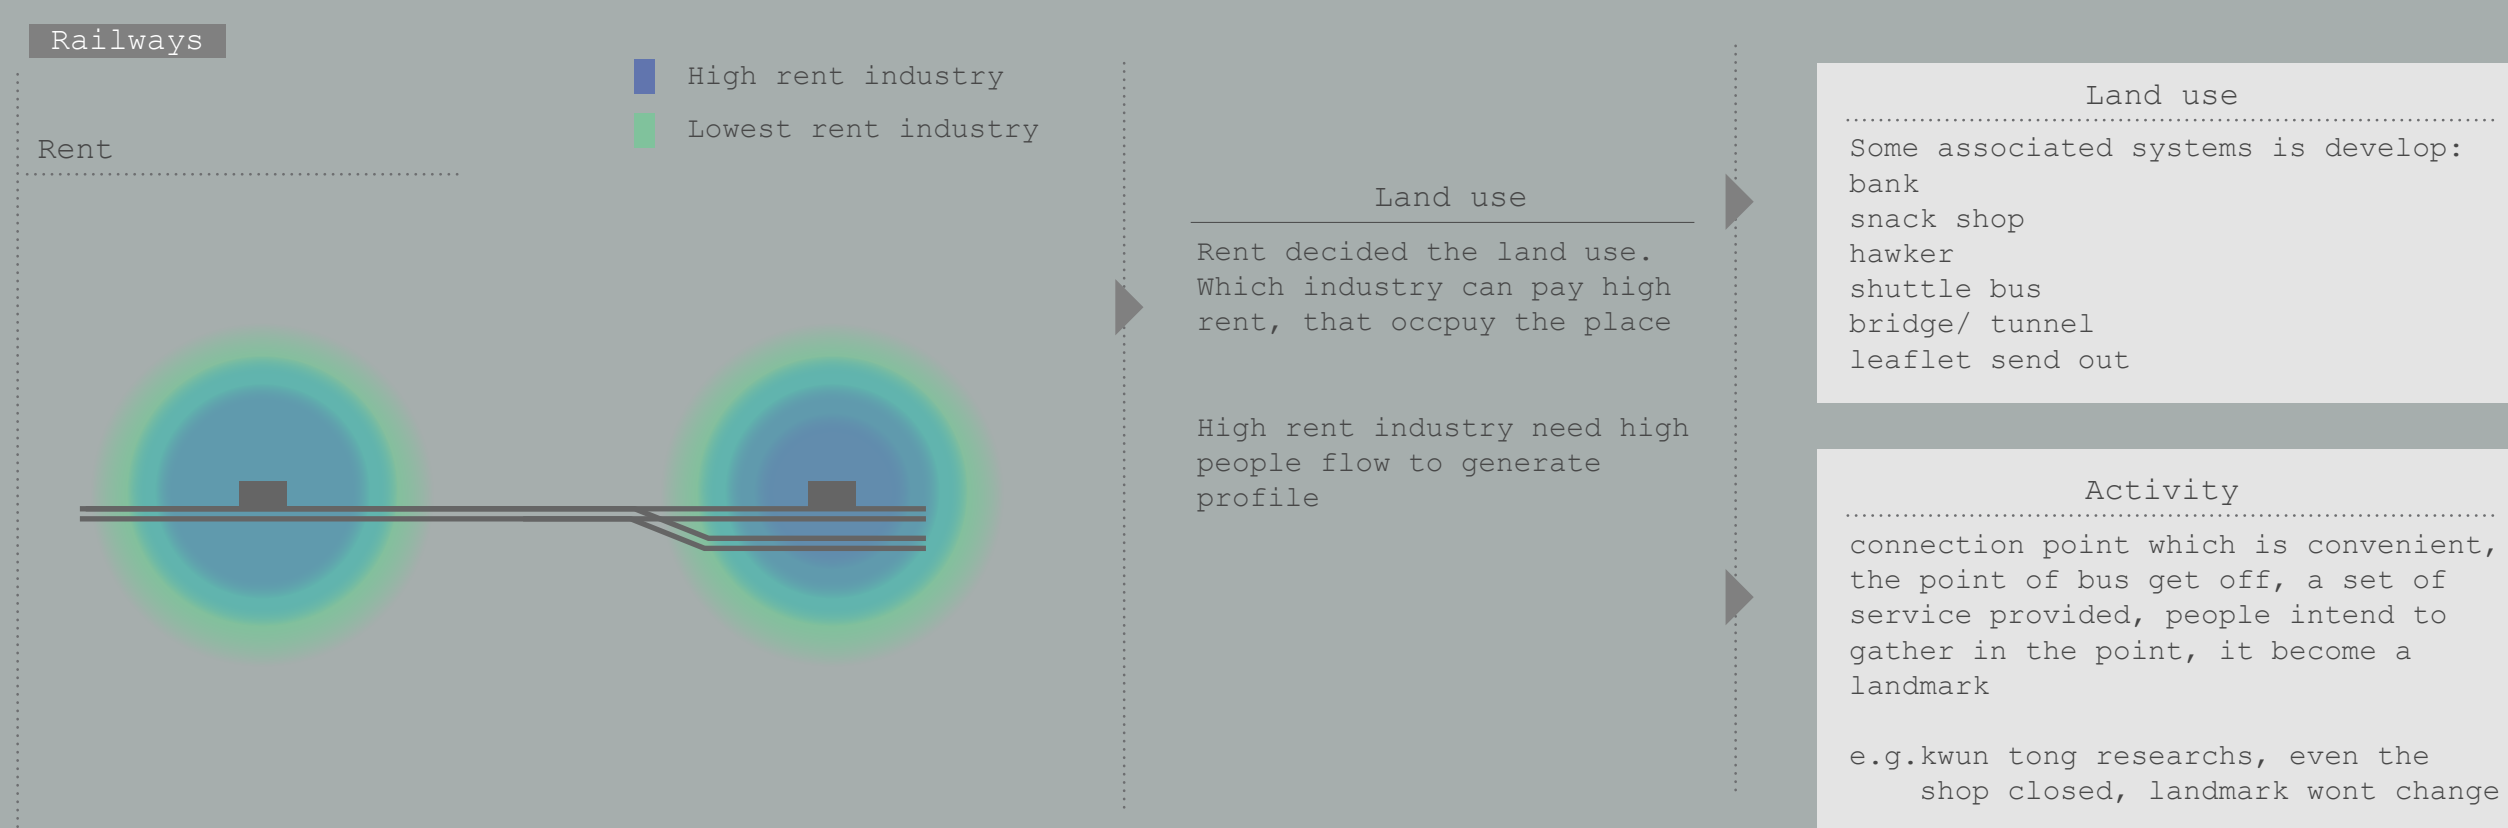 Railways
High rent industry
Lowest rent industry
Rent
Land use
Rent decided the land use.
Which industry can pay high
rent, that occpuy the place
High rent industry need high
people flow to generate
profile
Land use
Some associated systems is develop:
bank
snack shop
hawker
shuttle bus
bridge/ tunnel
leaflet send out
Activity
connection point which is convenient,
the point of bus get off, a set of
service provided, people intend to
gather in the point, it become a
landmark
e.g.kwun tong researchs, even the
shop closed, landmark wont change